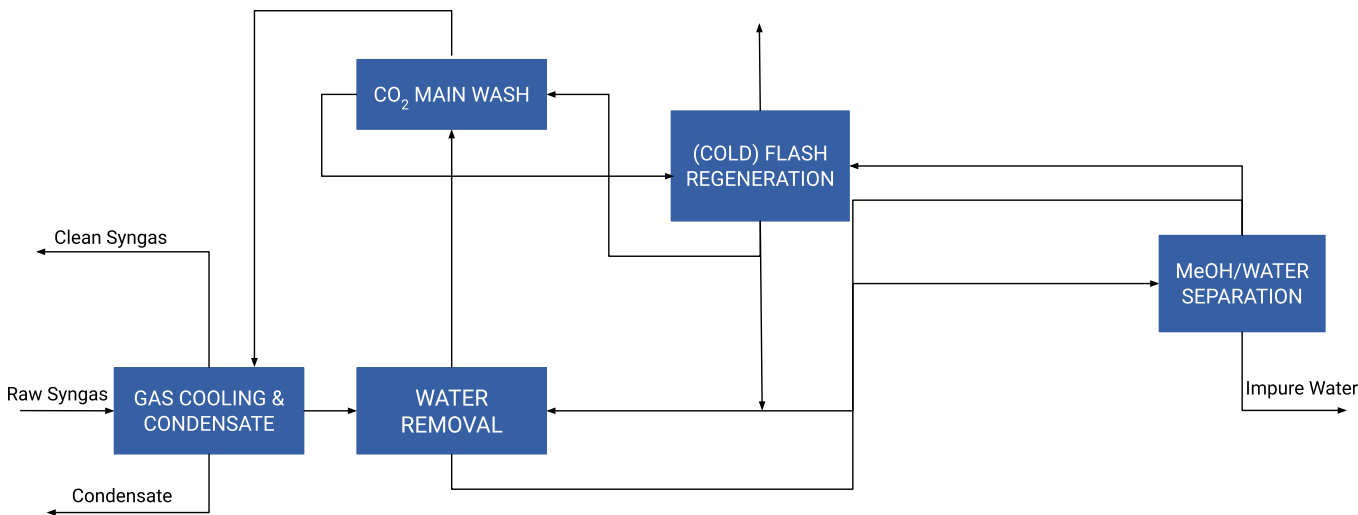 CO₂ MAIN WASH
(COLD) FLASH
REGENERATION
Clean Syngas
MeOH/WATER
SEPARATION
Raw Syngas
GAS COOLING &
CONDENSATE
WATER
REMOVAL
Impure Water
Condensate